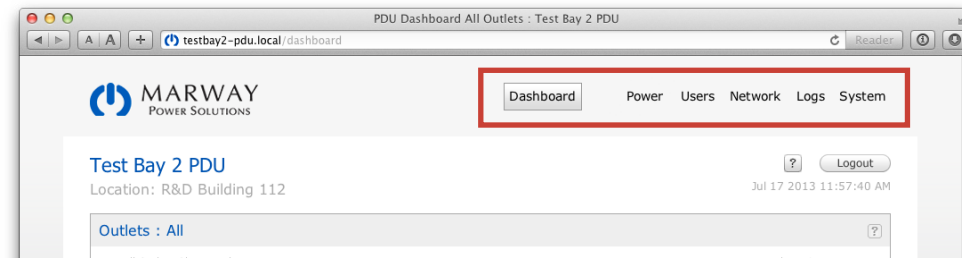 PDU Dashboard All Outlets : Test Bay 2 PDU
A A + testbay2-pdu.local/dashboard Reader
MARWAY
POWER SOLUTIONS
Dashboard Power Users Network Logs System
Test Bay 2 PDU
? Logout
Location: R&D Building 112
Jul 17 2013 11:57:40 AM
Outlets : All ?